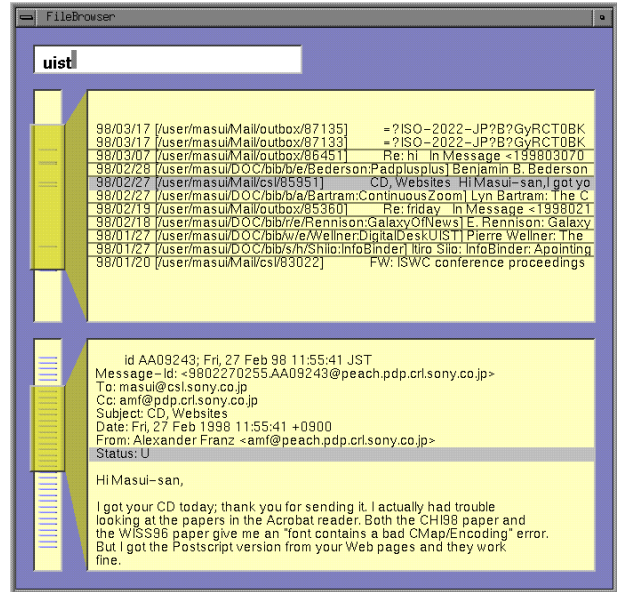 FileBrowser
uist
98/03/17 [/user/masui/Mail/outbox/87135] =?ISO-2022-JP?B?GyRCT0BK
98/03/17 [/user/masui/Mail/outbox/87133] =?ISO-2022-JP?B?GyRCT0BK
98/03/07 [/user/masui/Mail/outbox/86451] Re: hi In Message <199803070
98/02/28 [/user/masui/DOC/bib/b/e/Bederson:Padplusplus] Benjamin B. Bederson
98/02/27 [/user/masui/Mail/csl/85951] CD, Websites Hi Masui-san,I got yo
98/02/27 [/user/masui/DOC/bib/b/a/Bartram:ContinuousZoom] Lyn Bartram: The C
98/02/19 [/user/masui/Mail/outbox/85360] Re: friday In Message <1998021
98/02/18 [/user/masui/DOC/bib/r/e/Rennison:GalaxyOfNews] E. Rennison: Galaxy
98/01/27 [/user/masui/DOC/bib/w/e/Wellner:DigitalDeskUIST] Pierre Wellner: The
98/01/27 [/user/masui/DOC/bib/s/h/Shiio:InfoBinder] Itiro Siio: InfoBinder: Apointing
98/01/20 [/user/masui/Mail/csl/83022] FW: ISWC conference proceedings
id AA09243; Fri, 27 Feb 98 11:55:41 JST
Message-Id: <9802270255.AA09243@peach.pdp.crl.sony.co.jp>
To: masui@csl.sony.co.jp
Cc: amf@pdp.crl.sony.co.jp
Subject: CD, Websites
Date: Fri, 27 Feb 1998 11:55:41 +0900
From: Alexander Franz <amf@peach.pdp.crl.sony.co.jp>
Status: U
Hi Masui-san,
I got your CD today; thank you for sending it. I actually had trouble
looking at the papers in the Acrobat reader. Both the CHI98 paper and
the WISS96 paper give me an "font contains a bad CMap/Encoding" error.
But I got the Postscript version from your Web pages and they work
fine.